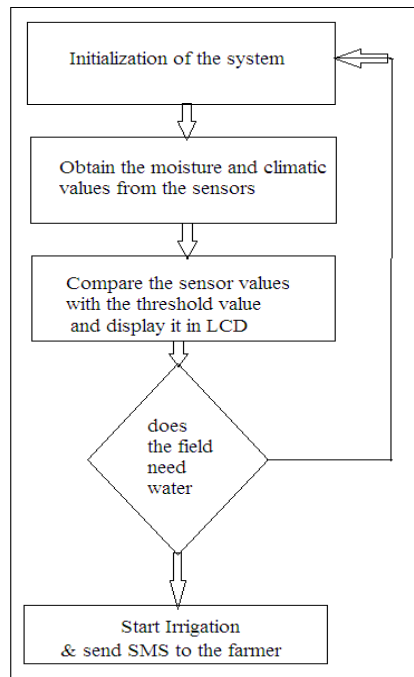 Initialization of the system
Obtain the moisture and climatic
values from the sensors
Compare the sensor values
with the threshold value
and display it in LCD
does
the field
need
water
Start Irrigation
& send SMS to the farmer